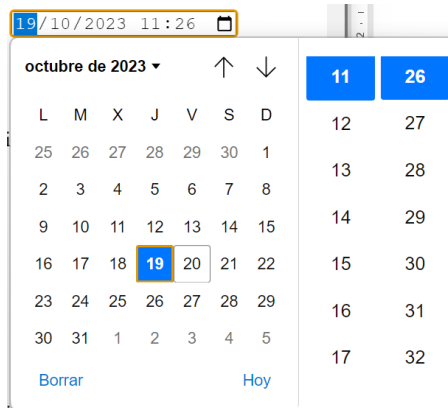 19/10/2023 11:26
octubre de 2023
L M X J V S D
25 26 27 28 29 30 1
2 3 4 5 6 7 8
9 10 11 12 13 14 15
16 17 18 19 20 21 22
23 24 25 26 27 28 29
30 31 1 2 3 4 5
Borrar Hoy
11 26
12 27
13 28
14 29
15 30
16 31
17 32